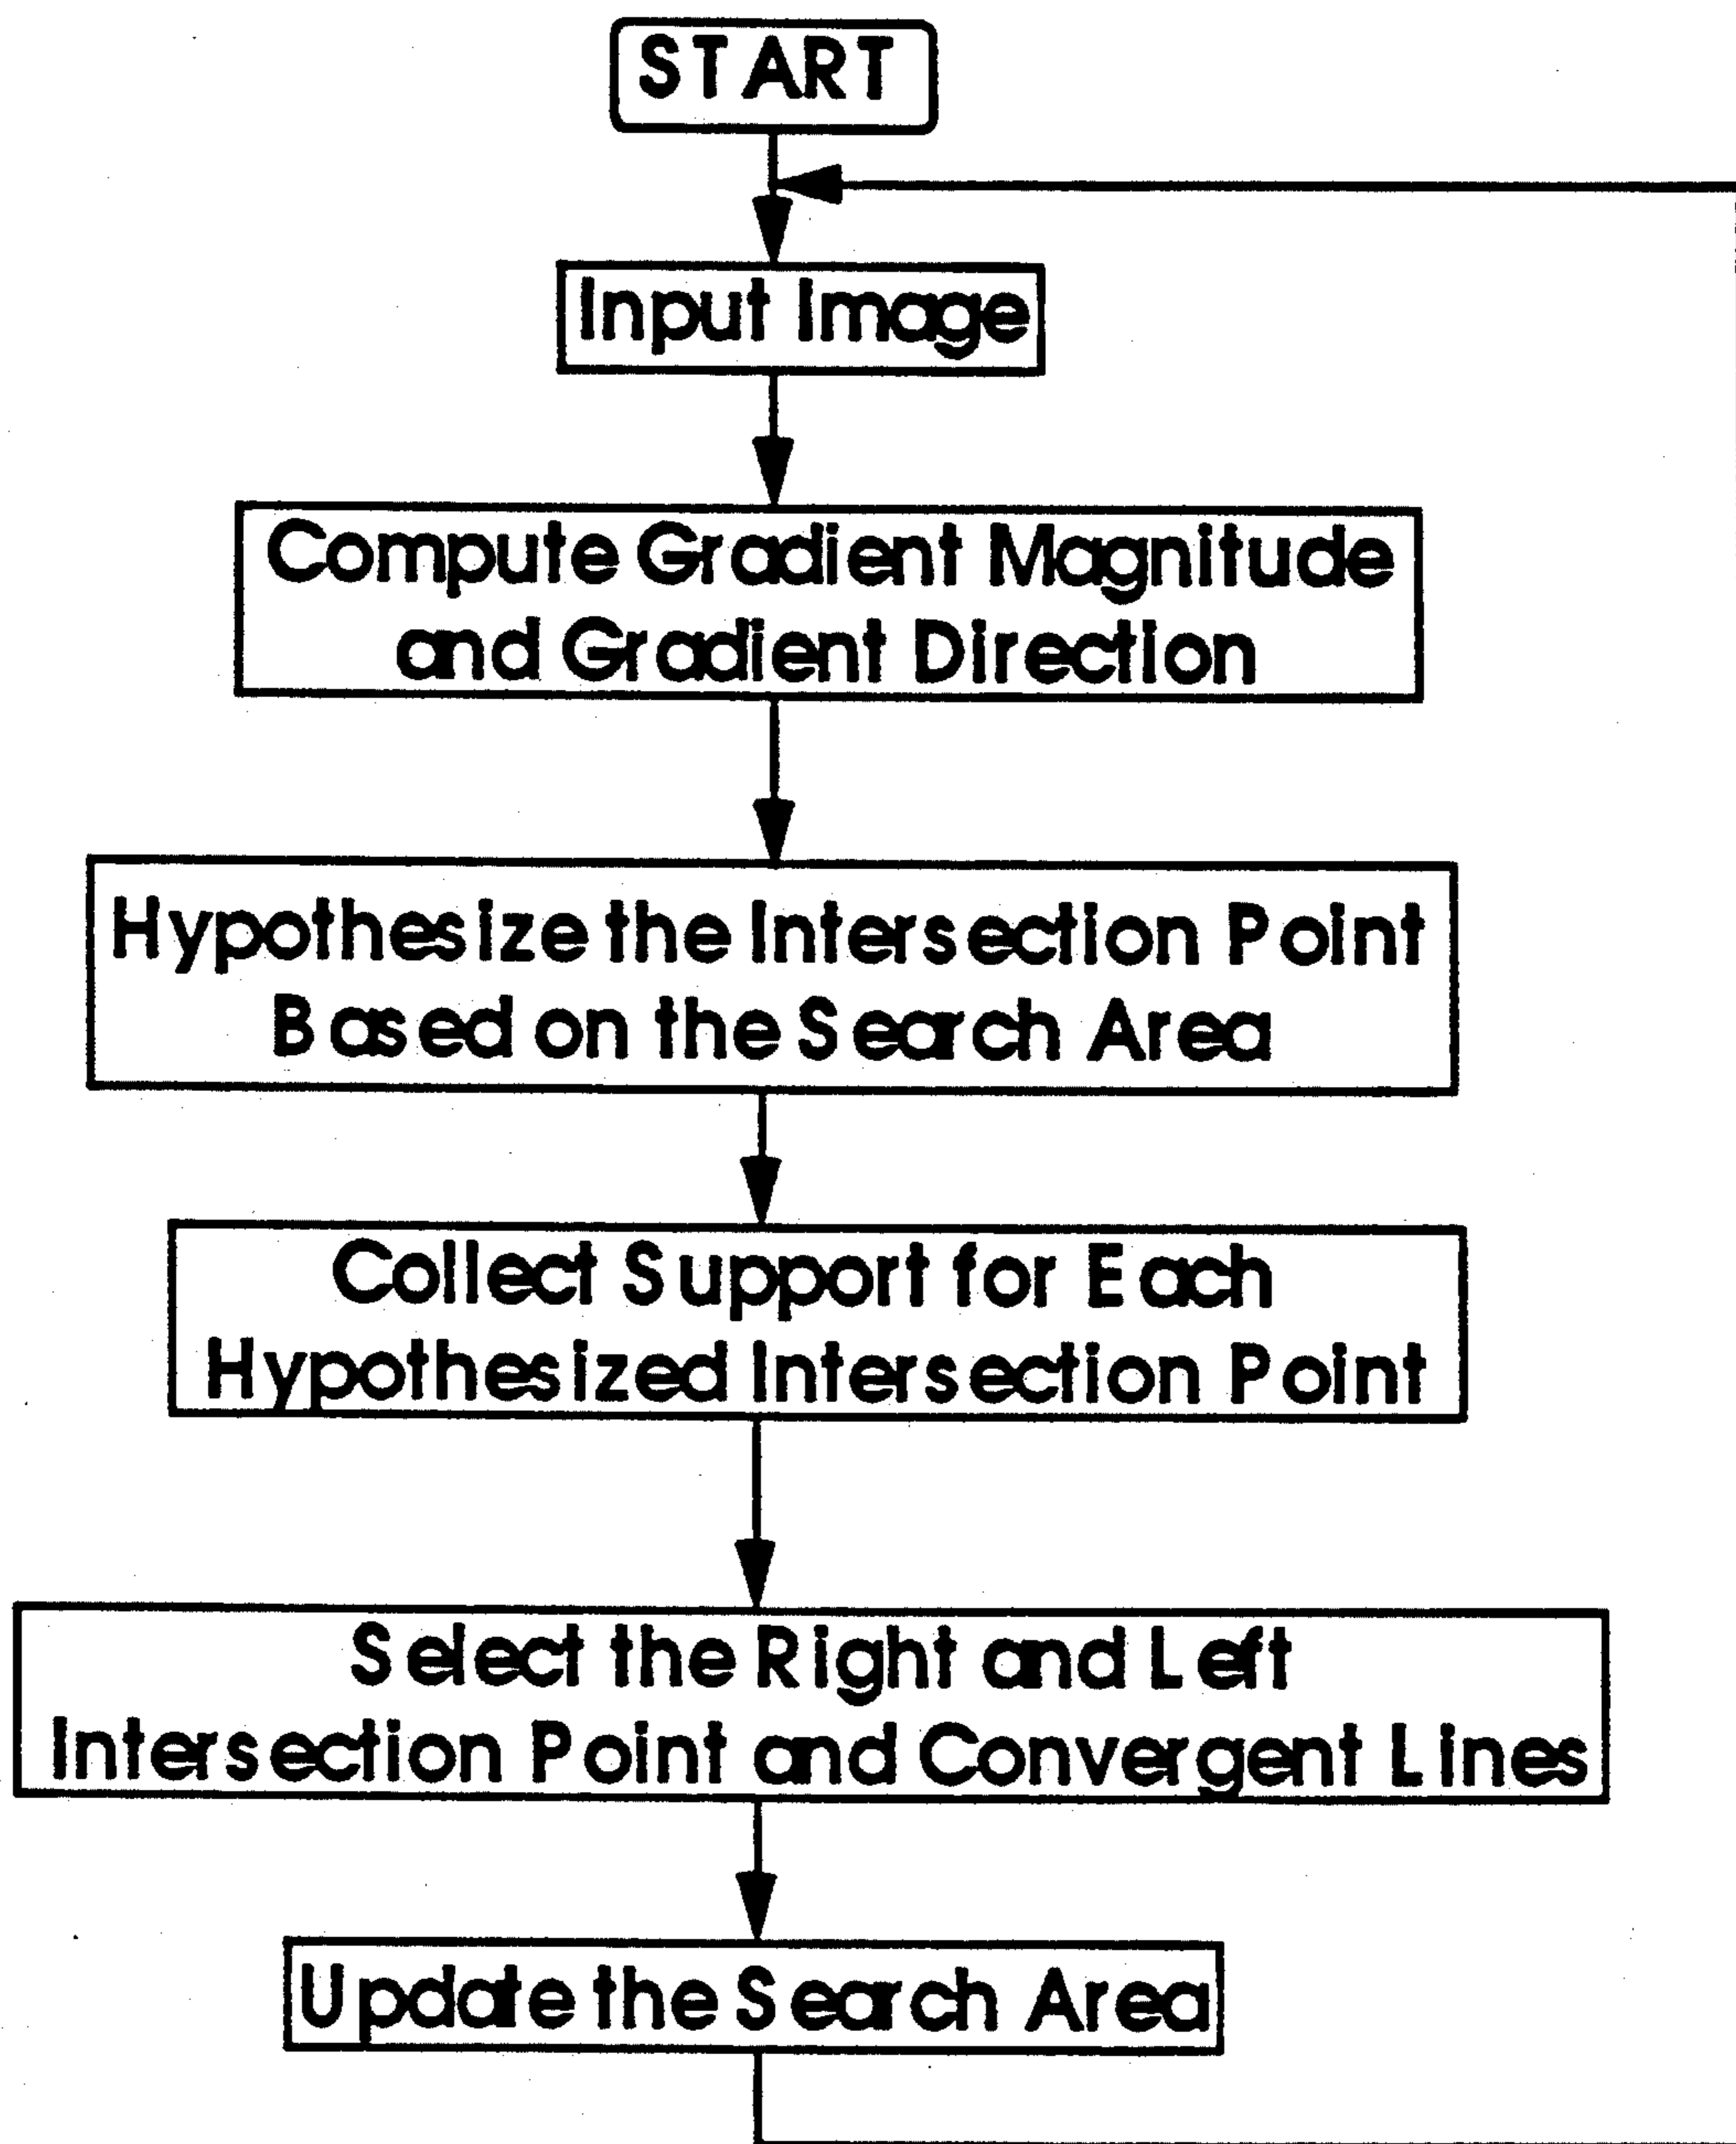 START
Input Image
Compute Gradient Magnitude
and Gradient Direction
Hypothesize the Intersection Point
Based on the Search Area
Collect Support for Each
Hypothesized Intersection Point
Select the Right and Left
Intersection Point and Convergent Lines
Update the Search Area